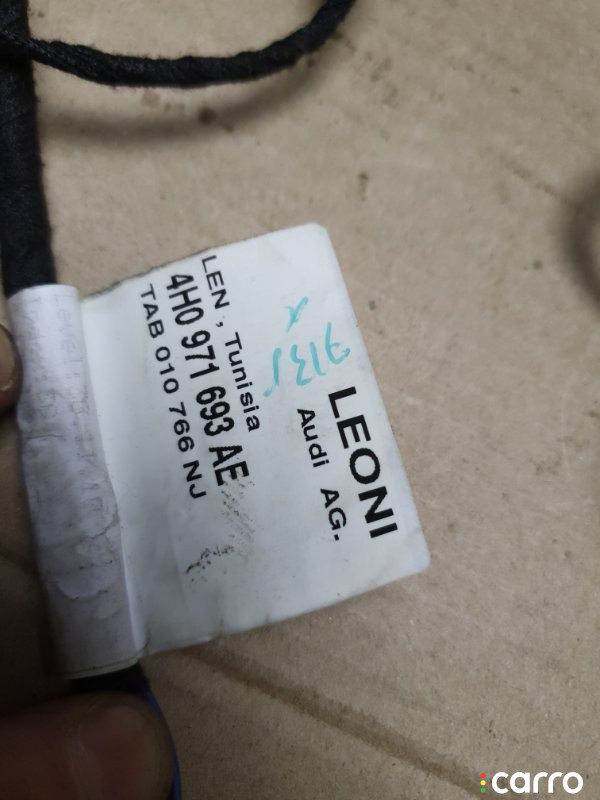 LEONI
Audi AG.
LEN, Tunisia
4H0 971 693 AE
TAB 010 766 NJ
carro